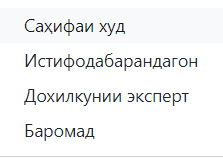 Саҳифаи худ
Истифодабарандагон
Дохилкунии эксперт
Баромад